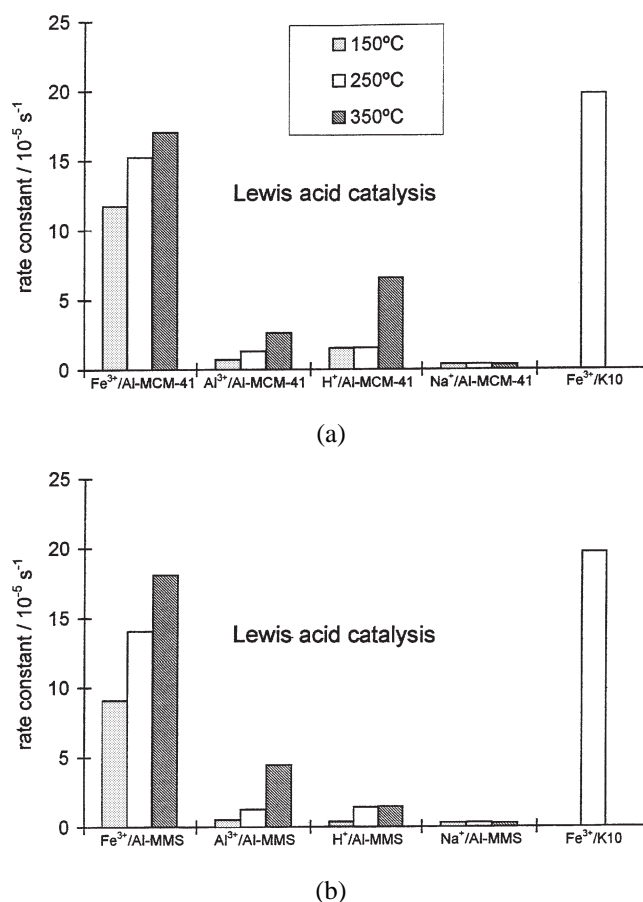 25
20
15
10
5
0
rate constant / 10⁻⁵ s⁻¹
150ºC
250ºC
350ºC
Lewis acid catalysis
Fe³⁺/Al-MCM-41 Al³⁺/Al-MCM-41 H⁺/Al-MCM-41 Na⁺/Al-MCM-41 Fe³⁺/K10
(a)
25
20
15
10
5
0
rate constant / 10⁻⁵ s⁻¹
Lewis acid catalysis
Fe³⁺/Al-MMS Al³⁺/Al-MMS H⁺/Al-MMS Na⁺/Al-MMS Fe³⁺/K10
(b)